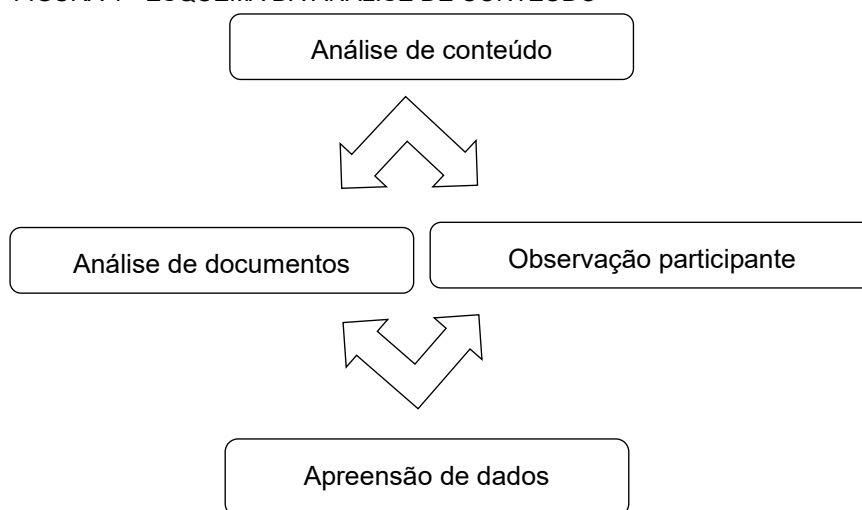 Análise de conteúdo
Análise de documentos
Observação participante
Apreensão de dados